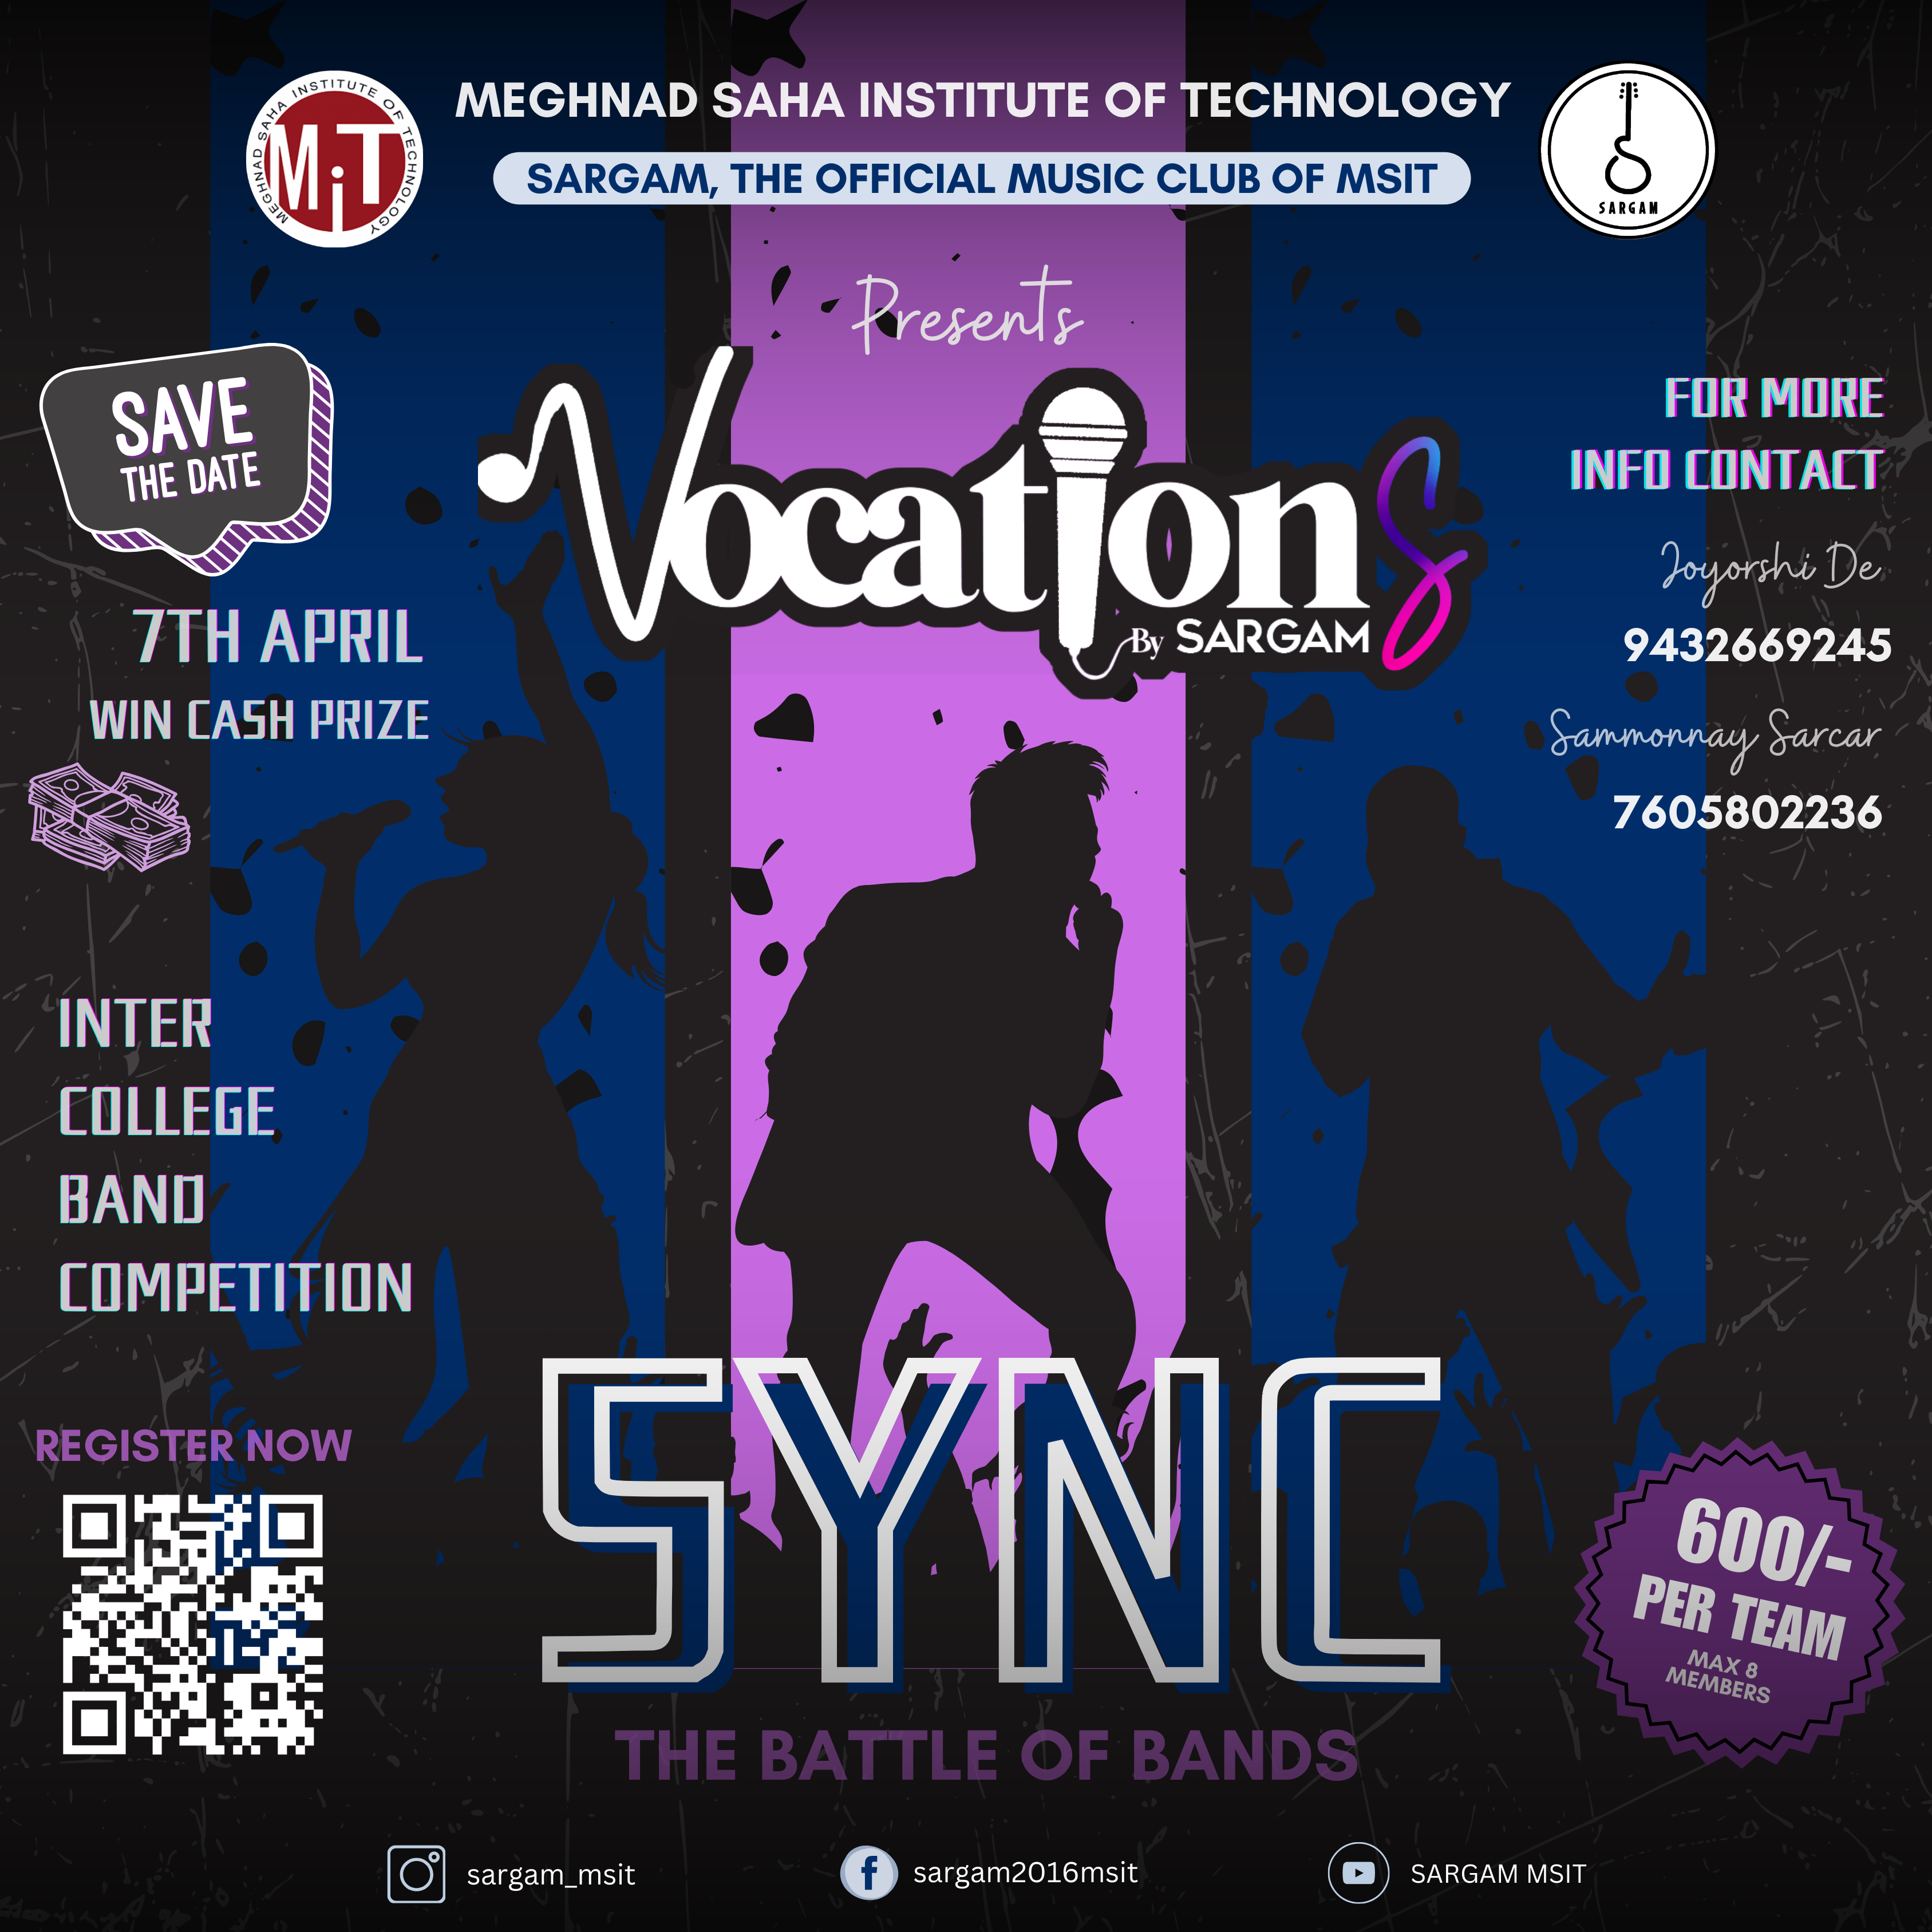 MEGHNAD SAHA INSTITUTE OF TECHNOLOGY
MEGHNAD SAHA INSTITUTE OF TECHNOLOGY
MiT
SARGAM, THE OFFICIAL MUSIC CLUB OF MSIT
SARGAM
Presents
VocationS
By SARGAM
SAVE
THE DATE
7TH APRIL
WIN CASH PRIZE
FOR MORE
INFO CONTACT
Joyorshi De
9432669245
Sammonnay Sarcar
7605802236
INTER
COLLEGE
BAND
COMPETITION
REGISTER NOW
SYNC
THE BATTLE OF BANDS
600/-
PER TEAM
MAX 8
MEMBERS
sargam_msit
sargam2016msit
SARGAM MSIT